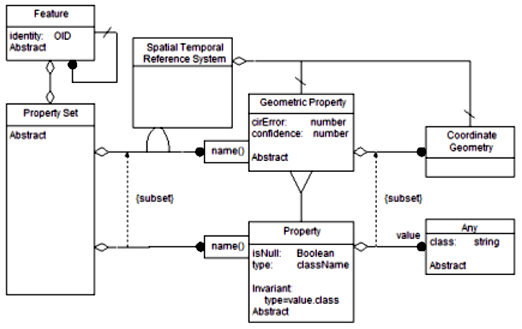 Feature
identity: OID
Abstract
Spatial Temporal
Reference System
Property Set
Abstract
Geometric Property
cirError: number
confidence: number
Abstract
name()
Coordinate
Geometry
{subset}
{subset}
Property
isNull: Boolean
type: className
Invariant:
type=value.class
Abstract
name()
value
Any
class: string
Abstract